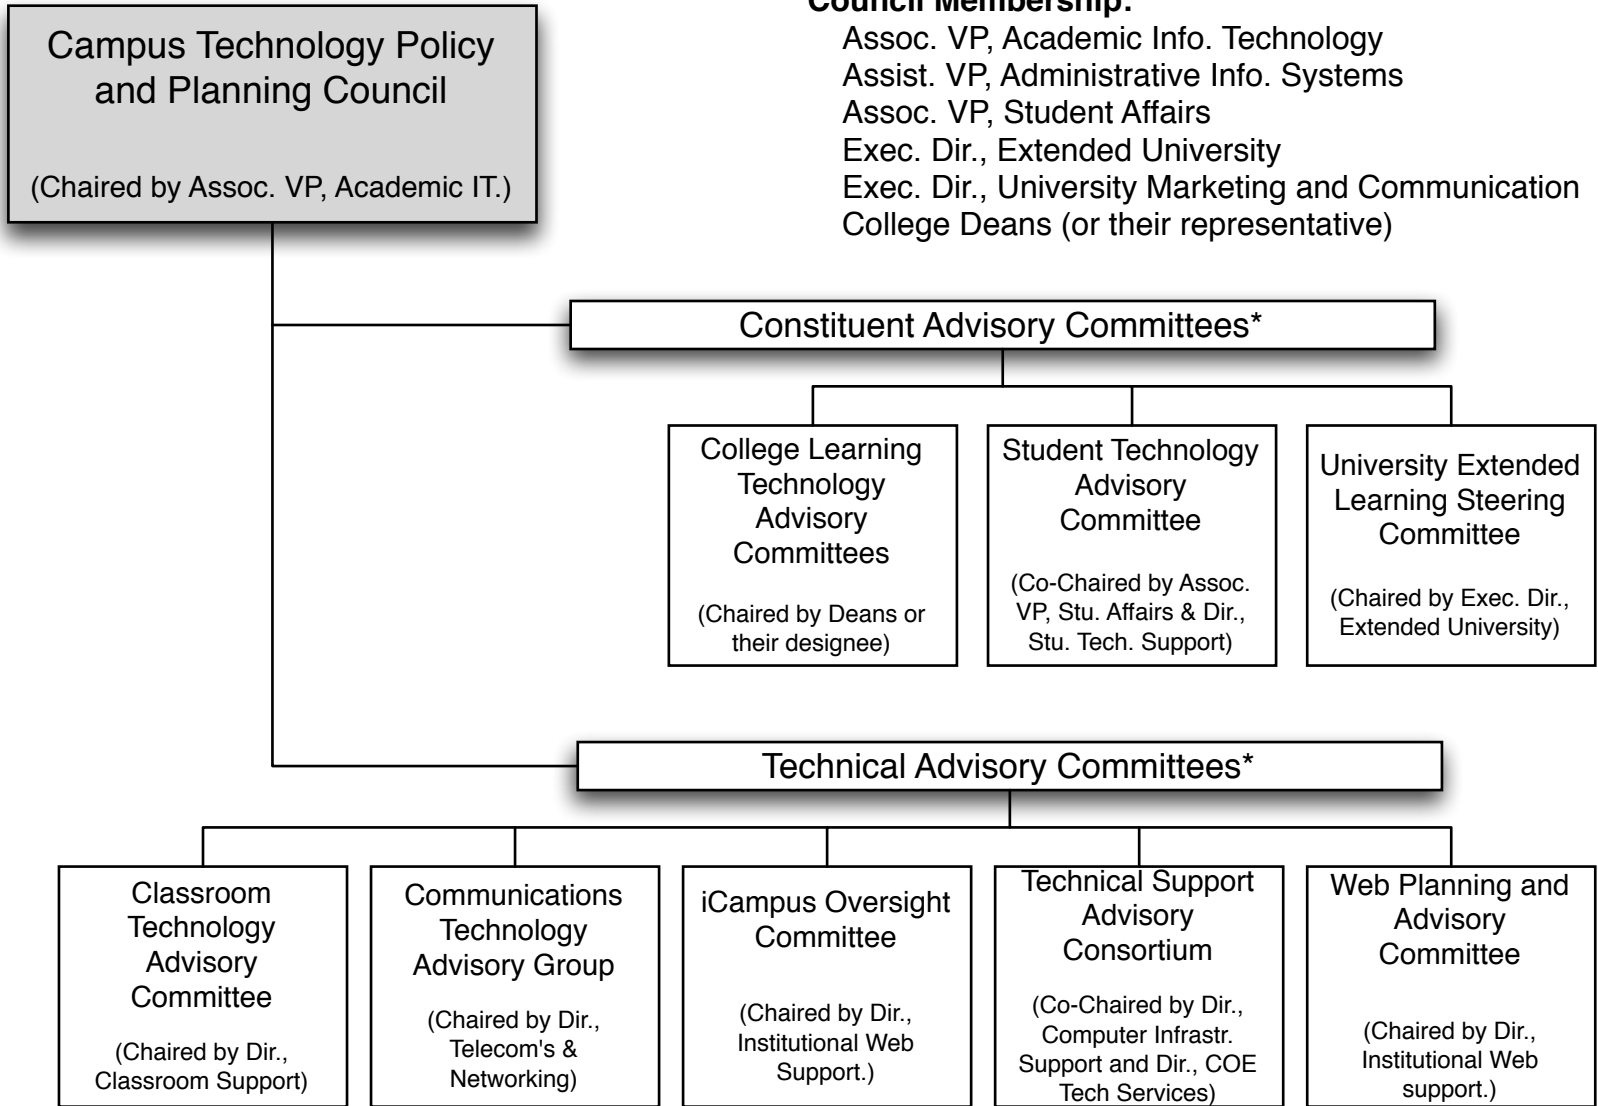 Campus Technology Policy
and Planning Council
(Chaired by Assoc. VP, Academic IT.)
Council Membership:
Assoc. VP, Academic Info. Technology
Assist. VP, Administrative Info. Systems
Assoc. VP, Student Affairs
Exec. Dir., Extended University
Exec. Dir., University Marketing and Communication
College Deans (or their representative)
Constituent Advisory Committees*
College Learning
Technology
Advisory
Committees
(Chaired by Deans or
their designee)
Student Technology
Advisory
Committee
(Co-Chaired by Assoc.
VP, Stu. Affairs & Dir.,
Stu. Tech. Support)
University Extended
Learning Steering
Committee
(Chaired by Exec. Dir.,
Extended University)
Technical Advisory Committees*
Classroom
Technology
Advisory
Committee
(Chaired by Dir.,
Classroom Support)
Communications
Technology
Advisory Group
(Chaired by Dir.,
Telecom's &
Networking)
iCampus Oversight
Committee
(Chaired by Dir.,
Institutional Web
Support.)
Technical Support
Advisory
Consortium
(Co-Chaired by Dir.,
Computer Infrastr.
Support and Dir., COE
Tech Services)
Web Planning and
Advisory
Committee
(Chaired by Dir.,
Institutional Web
support.)